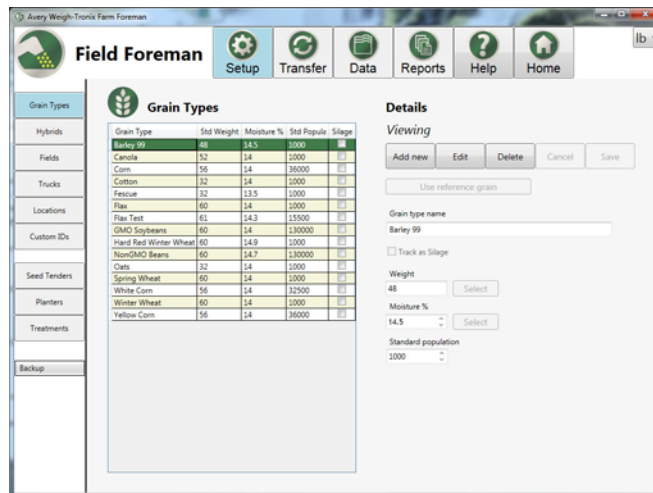 Avery Weigh-Tronix Farm Foreman
Field Foreman
Setup
Transfer
Data
Reports
Help
Home
lb
Grain Types
Hybrids
Fields
Trucks
Locations
Custom IDs
Seed Tenders
Planters
Treatments
Backup
Grain Types
Grain Type Std Weight Moisture % Std Popula Silage
Barley 99 48 14.5 1000
Canola 52 14 1000
Corn 56 14 36000
Cotton 32 14 1000
Fescue 32 13.5 1000
Flax 60 14 1000
Flax Test 61 14.3 15500
GMO Soybeans 60 14 130000
Hard Red Winter Wheat 60 14.9 1000
NonGMO Beans 60 14.7 130000
Oats 32 14 1000
Spring Wheat 60 14 1000
White Corn 56 14 32500
Winter Wheat 60 14 1000
Yellow Corn 56 14 36000
Details
Viewing
Add new
Edit
Delete
Cancel
Save
Use reference grain
Grain type name
Barley 99
Track as Silage
Weight
48
Select
Moisture %
14.5
Select
Standard population
1000